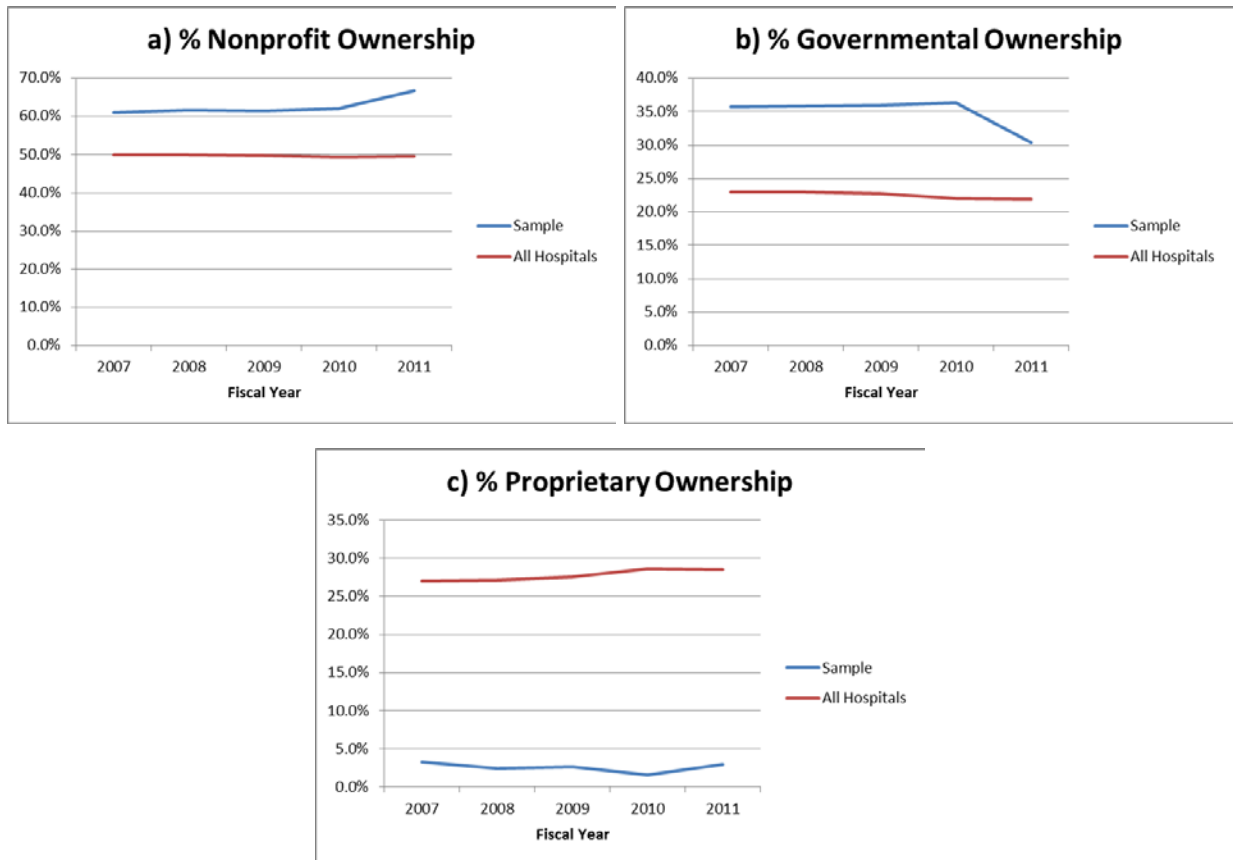 a) % Nonprofit Ownership
70.0%
60.0%
50.0%
40.0%
30.0%
20.0%
10.0%
0.0%
2007 2008 2009 2010 2011
Fiscal Year
Sample
All Hospitals
b) % Governmental Ownership
40.0%
35.0%
30.0%
25.0%
20.0%
15.0%
10.0%
5.0%
0.0%
2007 2008 2009 2010 2011
Fiscal Year
Sample
All Hospitals
c) % Proprietary Ownership
35.0%
30.0%
25.0%
20.0%
15.0%
10.0%
5.0%
0.0%
2007 2008 2009 2010 2011
Fiscal Year
Sample
All Hospitals